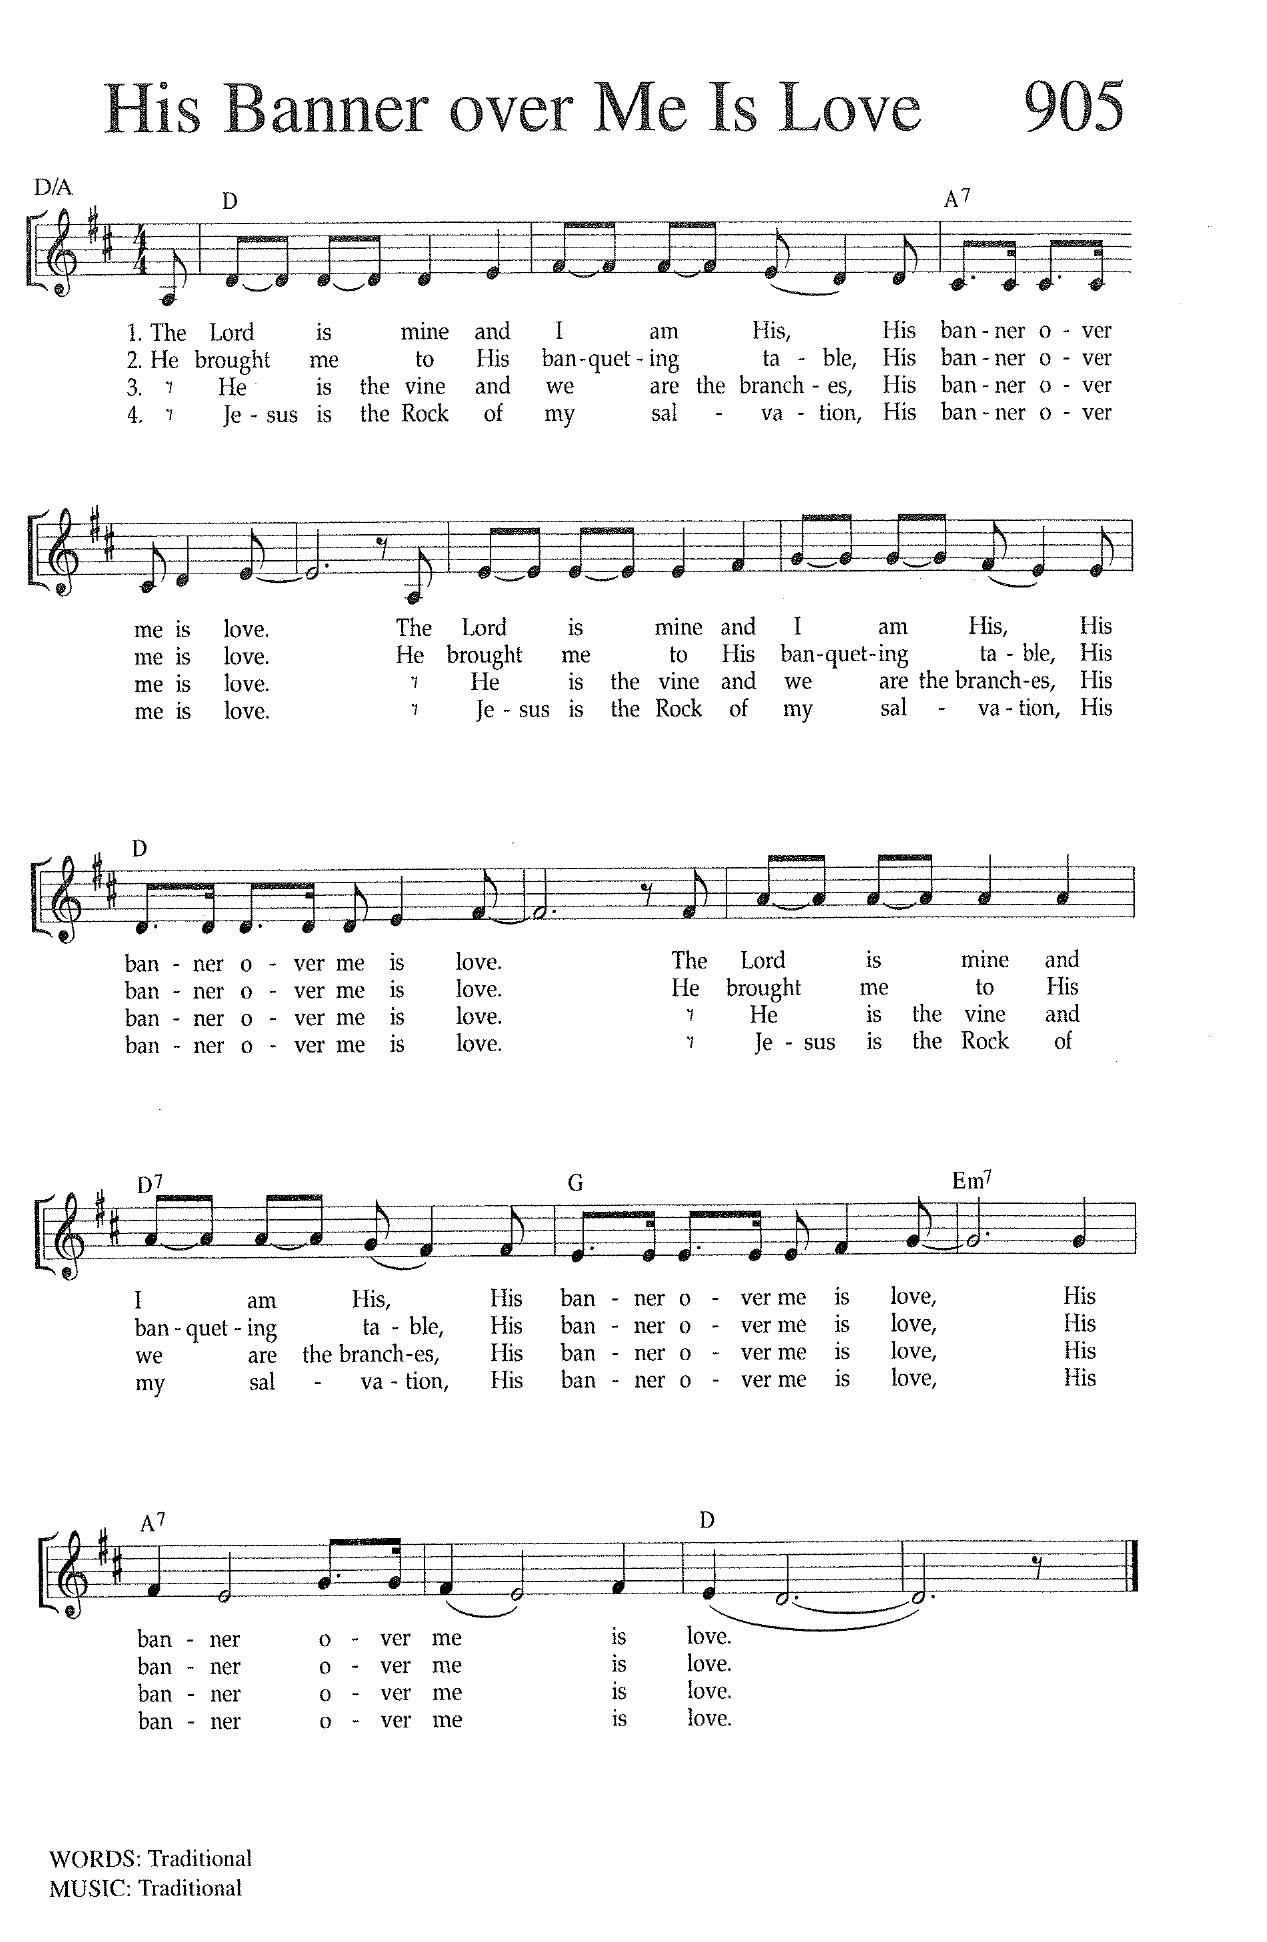 His Banner over Me Is Love 905
D/A D A7
1. The Lord is mine and I am His, His ban - ner o - ver
2. He brought me to His ban - quet - ing ta - ble, His ban - ner o - ver
3. He is the vine and we are the branch - es, His ban - ner o - ver
4. Je - sus is the Rock of my sal - va - tion, His ban - ner o - ver
me is love. The Lord is mine and I am His, His
me is love. He brought me to His ban-quet-ing ta - ble, His
me is love. He is the vine and we are the branch-es, His
me is love. Je - sus is the Rock of my sal - va - tion, His
D
ban - ner o - ver me is love. The Lord is mine and
ban - ner o - ver me is love. He brought me to His
ban - ner o - ver me is love. He is the vine and
ban - ner o - ver me is love. Je - sus is the Rock of
D7 G Em7
I am His, His ban - ner o - ver me is love, His
ban - quet - ing ta - ble, His ban - ner o - ver me is love, His
we are the branch-es, His ban - ner o - ver me is love, His
my sal - va - tion, His ban - ner o - ver me is love, His
A7 D
ban - ner o - ver me is love.
ban - ner o - ver me is love.
ban - ner o - ver me is love.
ban - ner o - ver me is love.
WORDS: Traditional
MUSIC: Traditional